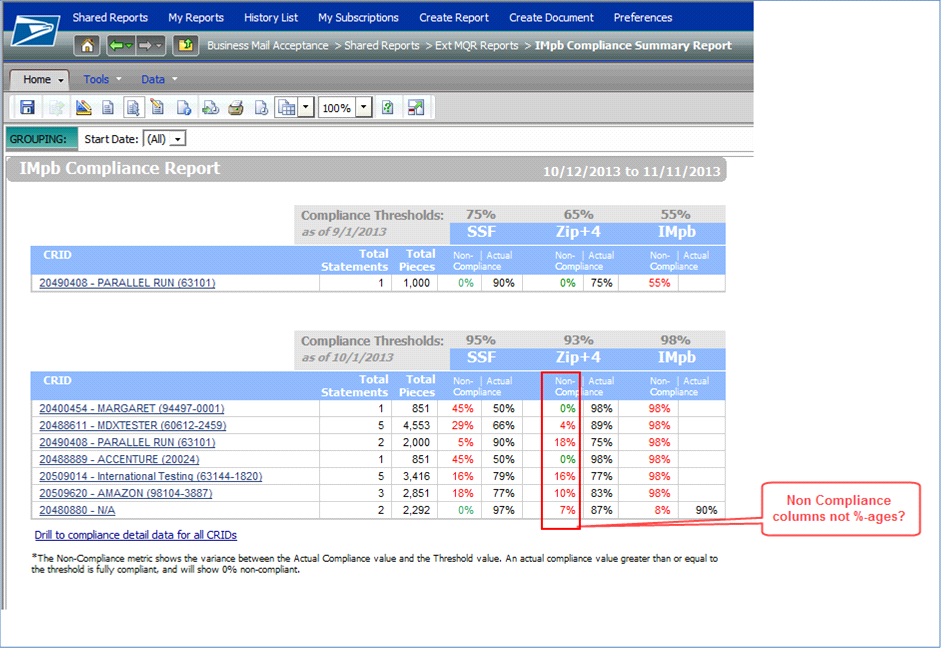 Shared Reports My Reports History List My Subscriptions Create Report Create Document Preferences
Business Mail Acceptance > Shared Reports > Ext MQR Reports > IMpb Compliance Summary Report
Home Tools Data
100%
GROUPING: Start Date: (All)
IMpb Compliance Report 10/12/2013 to 11/11/2013
Compliance Thresholds: 75% 65% 55%
as of 9/1/2013 SSF Zip+4 IMpb
CRID Total Statements Total Pieces Non-Compliance | Actual Non-Compliance | Actual Non-Compliance | Actual
20490408 - PARALLEL RUN (63101) 1 1,000 0% 90% 0% 75% 55%
Compliance Thresholds: 95% 93% 98%
as of 10/1/2013 SSF Zip+4 IMpb
CRID Total Statements Total Pieces Non-Compliance | Actual Non-Compliance | Actual Non-Compliance | Actual
20400454 - MARGARET (94497-0001) 1 851 45% 50% 0% 98% 98%
20488611 - MDXTESTER (60612-2459) 5 4,553 29% 66% 4% 89% 98%
20490408 - PARALLEL RUN (63101) 2 2,000 5% 90% 18% 75% 98%
20488889 - ACCENTURE (20024) 1 851 45% 50% 0% 98% 98%
20509014 - International Testing (63144-1820) 5 3,416 16% 79% 16% 77% 98%
20509620 - AMAZON (98104-3887) 3 2,851 18% 77% 10% 83% 98%
20480880 - N/A 2 2,292 0% 97% 7% 87% 8% 90%
Non Compliance
columns not %-ages?
Drill to compliance detail data for all CRIDs
*The Non-Compliance metric shows the variance between the Actual Compliance value and the Threshold value. An actual compliance value greater than or equal to
the threshold is fully compliant, and will show 0% non-compliant.